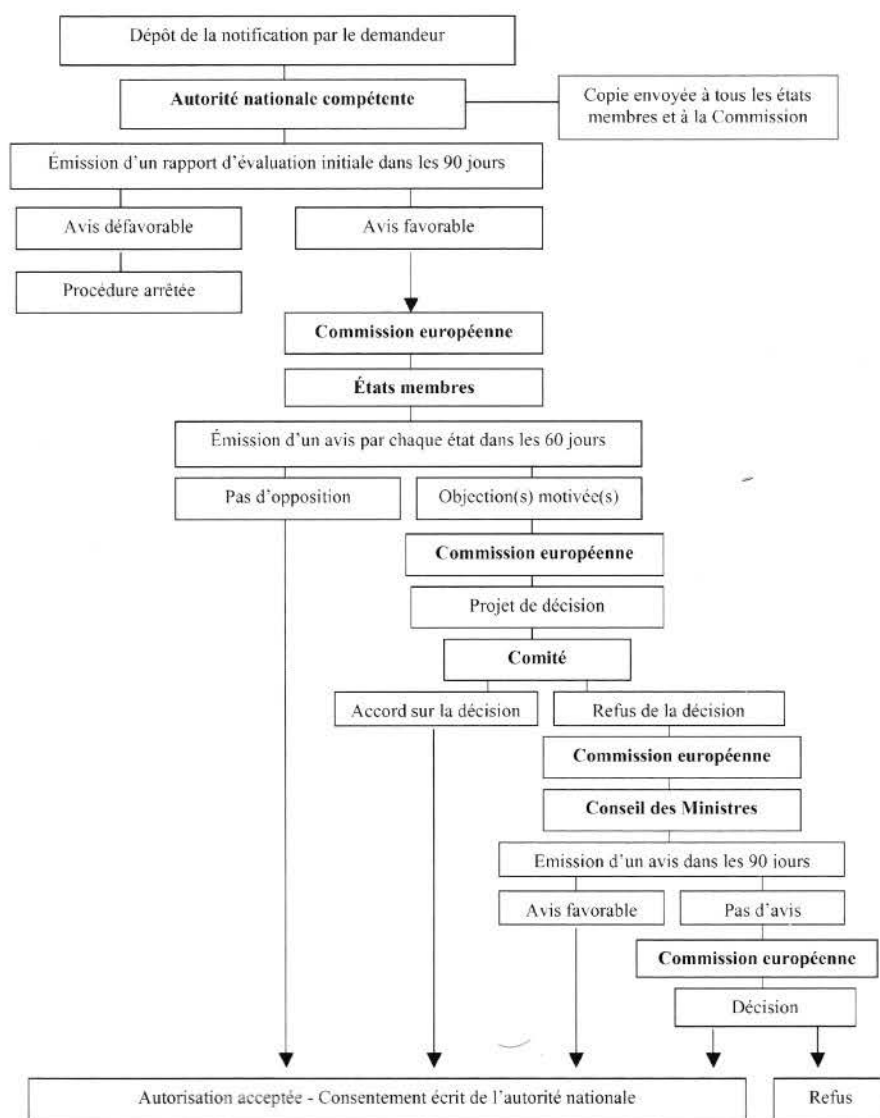 Dépôt de la notification par le demandeur
Autorité nationale compétente
Copie envoyée à tous les états
membres et à la Commission
Émission d'un rapport d'évaluation initiale dans les 90 jours
Avis défavorable
Avis favorable
Procédure arrêtée
Commission européenne
États membres
Émission d'un avis par chaque état dans les 60 jours
Pas d'opposition
Objection(s) motivée(s)
Commission européenne
Projet de décision
Comité
Accord sur la décision
Refus de la décision
Commission européenne
Conseil des Ministres
Emission d'un avis dans les 90 jours
Avis favorable
Pas d'avis
Commission européenne
Décision
Autorisation acceptée - Consentement écrit de l'autorité nationale
Refus